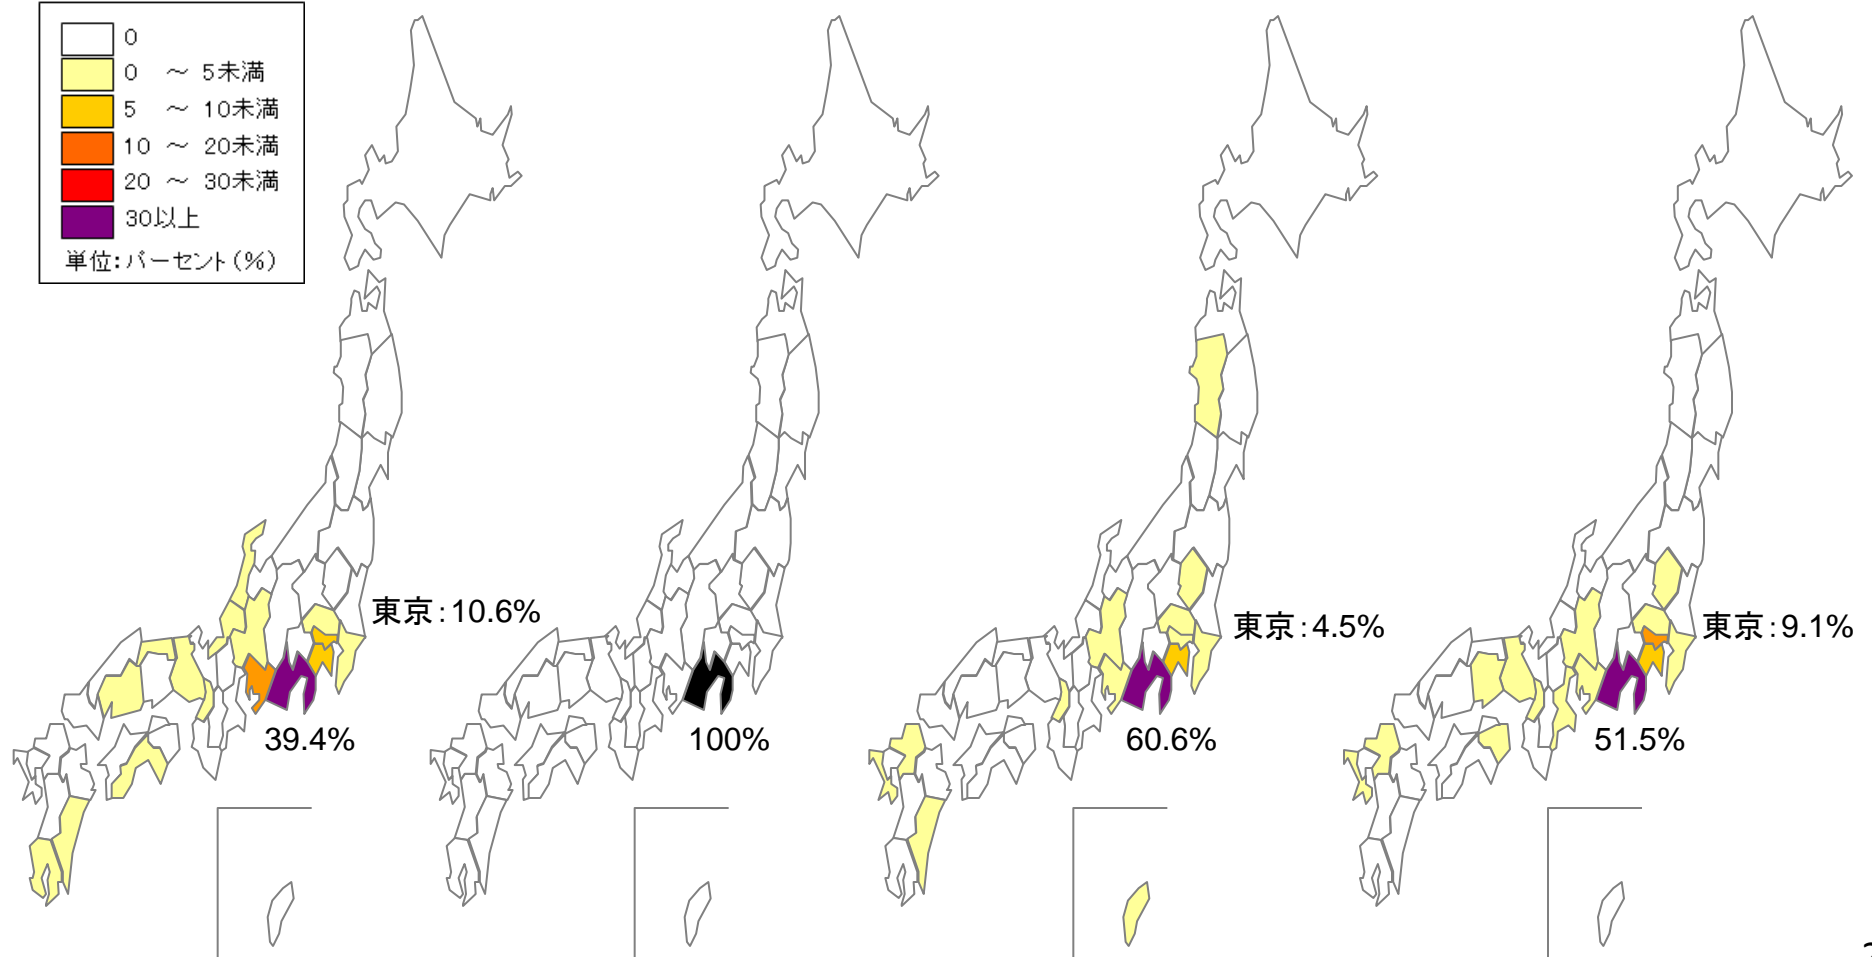 0
0 ～ 5未満
5 ～ 10未満
10 ～ 20未満
20 ～ 30未満
30以上
単位:パーセント(%)
東京:10.6%
39.4%
100%
東京:4.5%
60.6%
東京:9.1%
51.5%